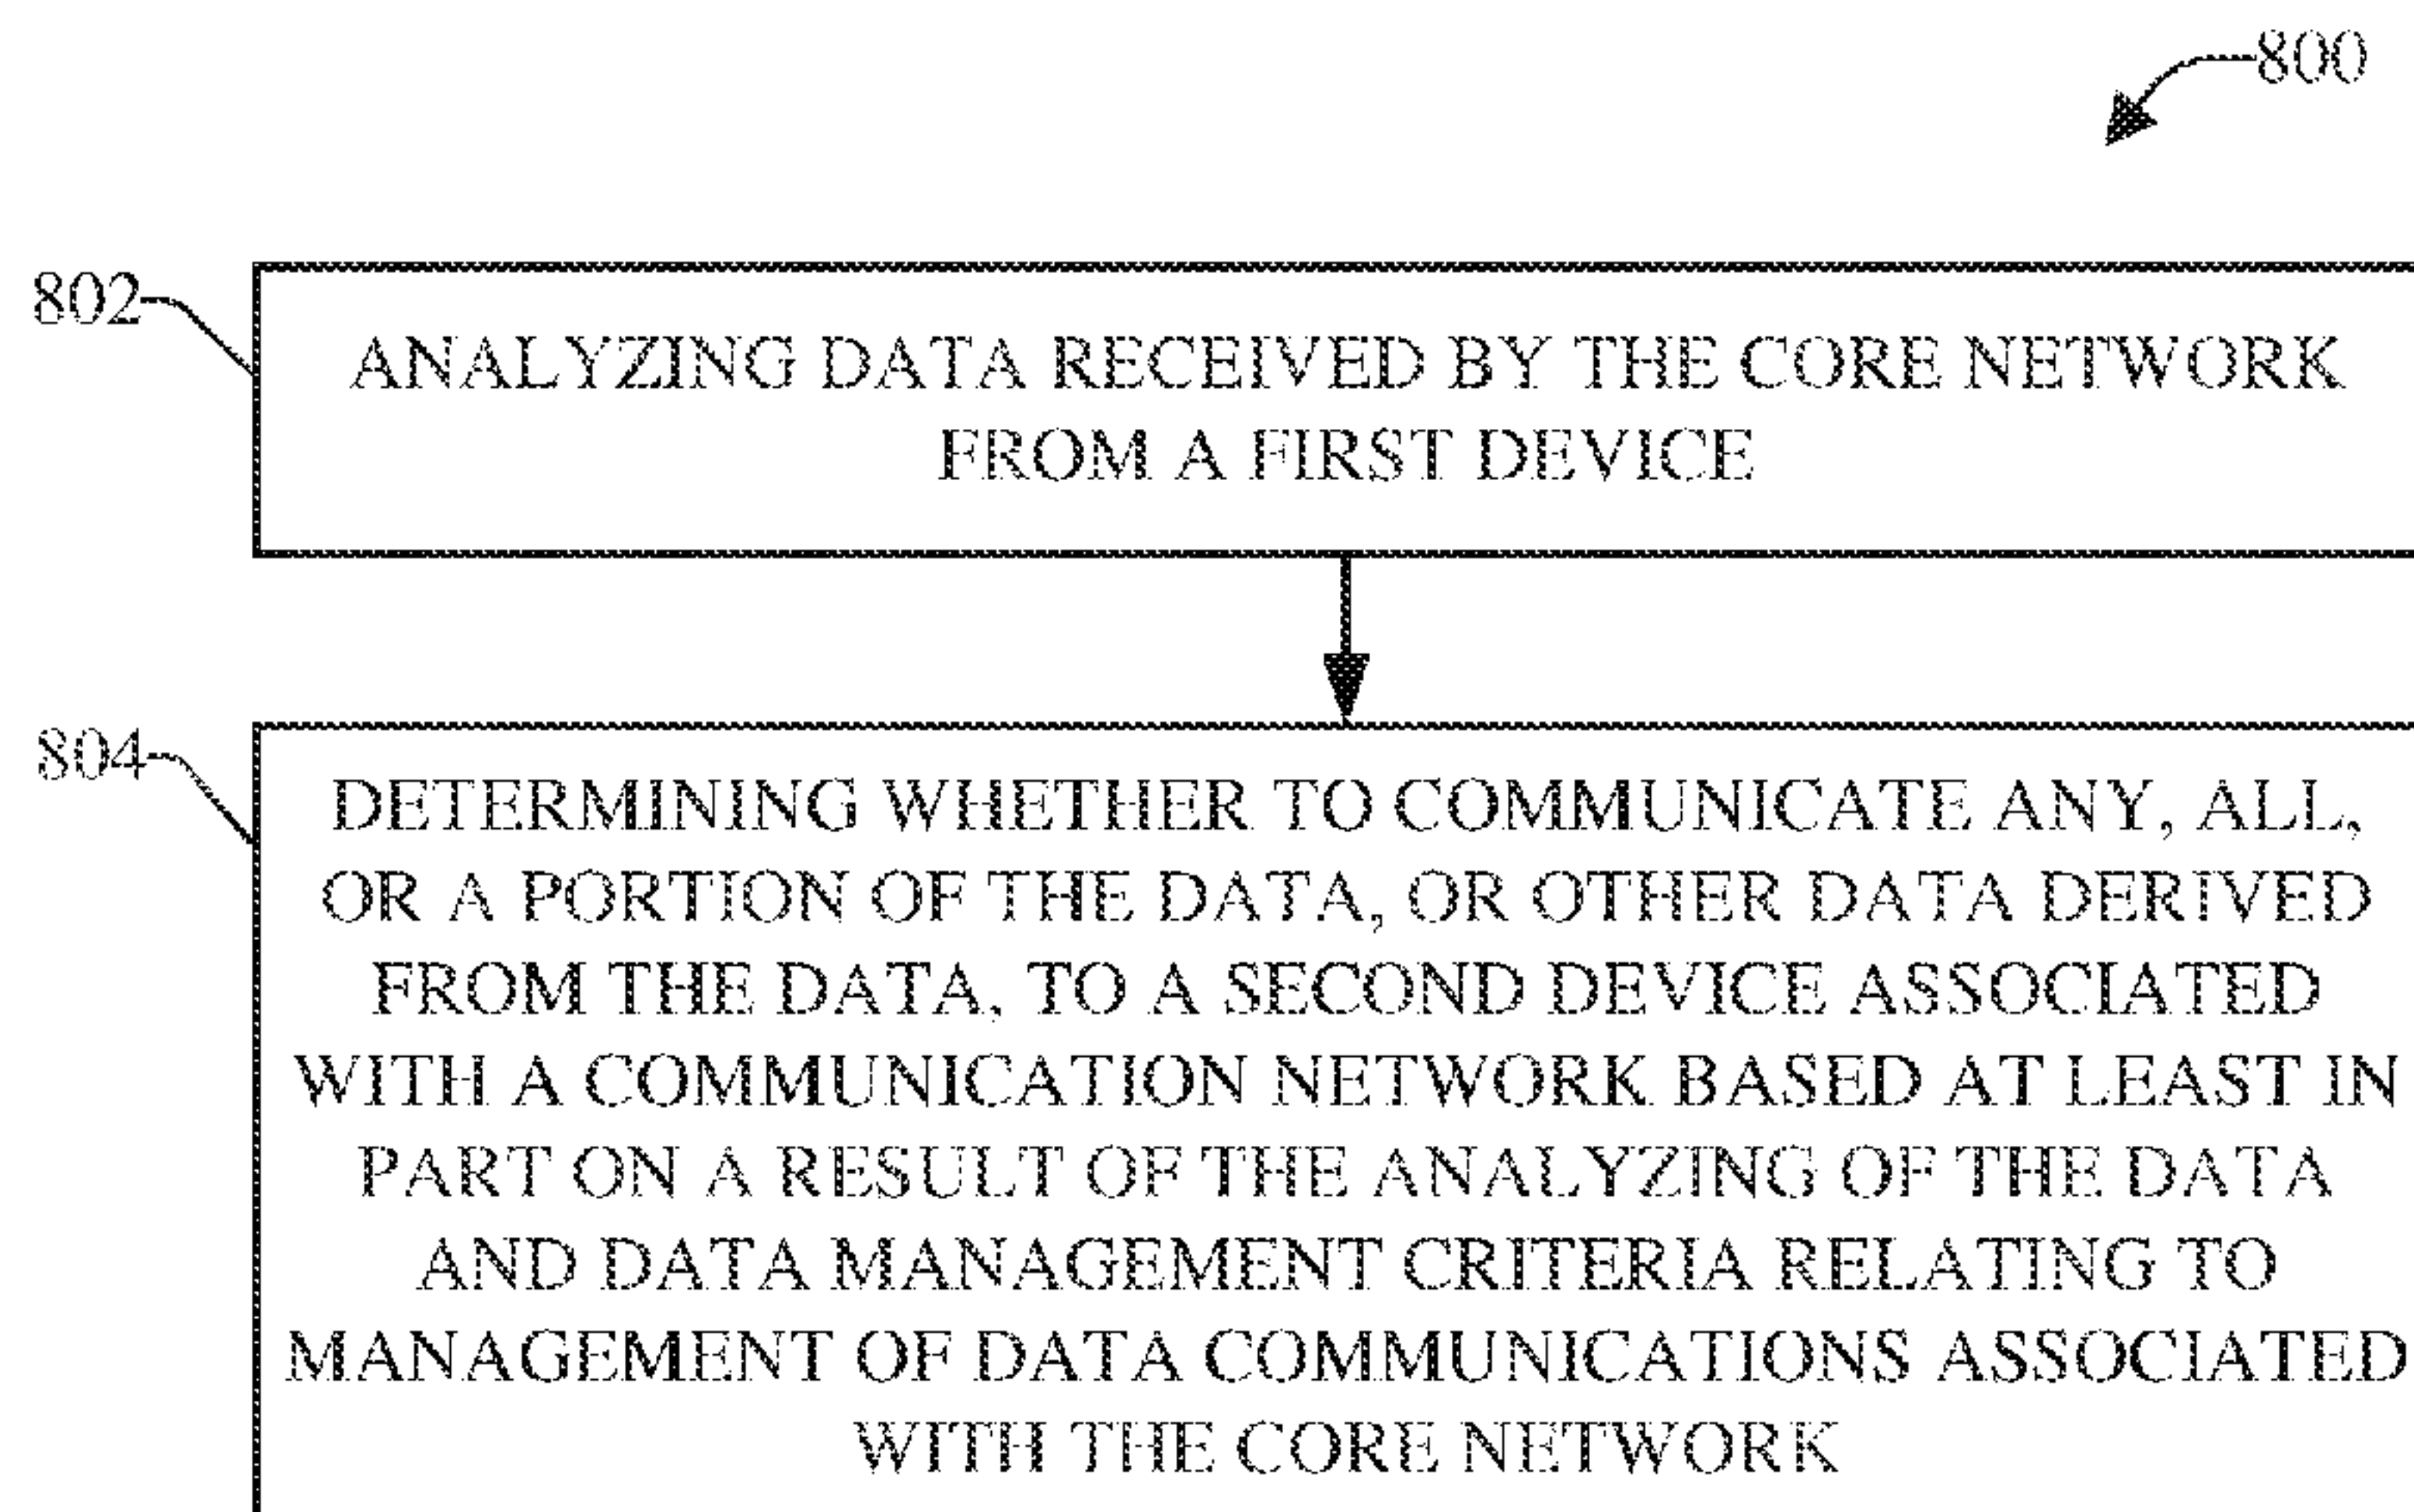 800
802
ANALYZING DATA RECEIVED BY THE CORE NETWORK
FROM A FIRST DEVICE
804
DETERMINING WHETHER TO COMMUNICATE ANY, ALL,
OR A PORTION OF THE DATA, OR OTHER DATA DERIVED
FROM THE DATA, TO A SECOND DEVICE ASSOCIATED
WITH A COMMUNICATION NETWORK BASED AT LEAST IN
PART ON A RESULT OF THE ANALYZING OF THE DATA
AND DATA MANAGEMENT CRITERIA RELATING TO
MANAGEMENT OF DATA COMMUNICATIONS ASSOCIATED
WITH THE CORE NETWORK